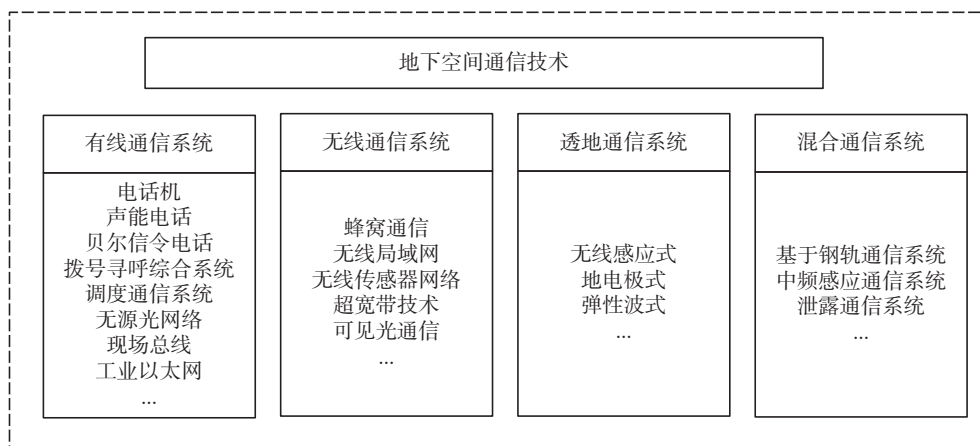 地下空间通信技术
有线通信系统
电话机
声能电话
贝尔信令电话
拨号寻呼综合系统
调度通信系统
无源光网络
现场总线
工业以太网
...
无线通信系统
蜂窝通信
无线局域网
无线传感器网络
超宽带技术
可见光通信
...
透地通信系统
无线感应式
地电极式
弹性波式
...
混合通信系统
基于钢轨通信系统
中频感应通信系统
泄露通信系统
...